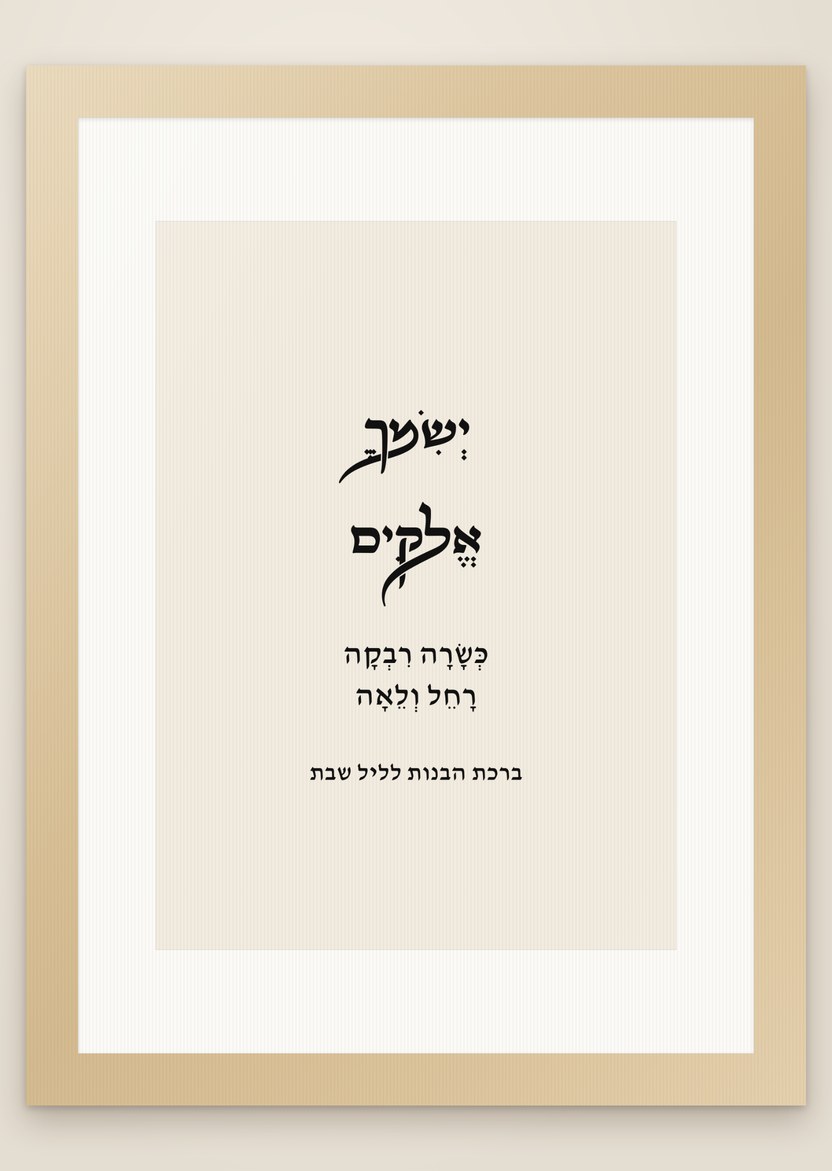 יְשִׂמֵךְ
אֱלֹקִים
כְּשָׂרָה רִבְקָה
רָחֵל וְלֵאָה
ברכת הבנות לליל שבת